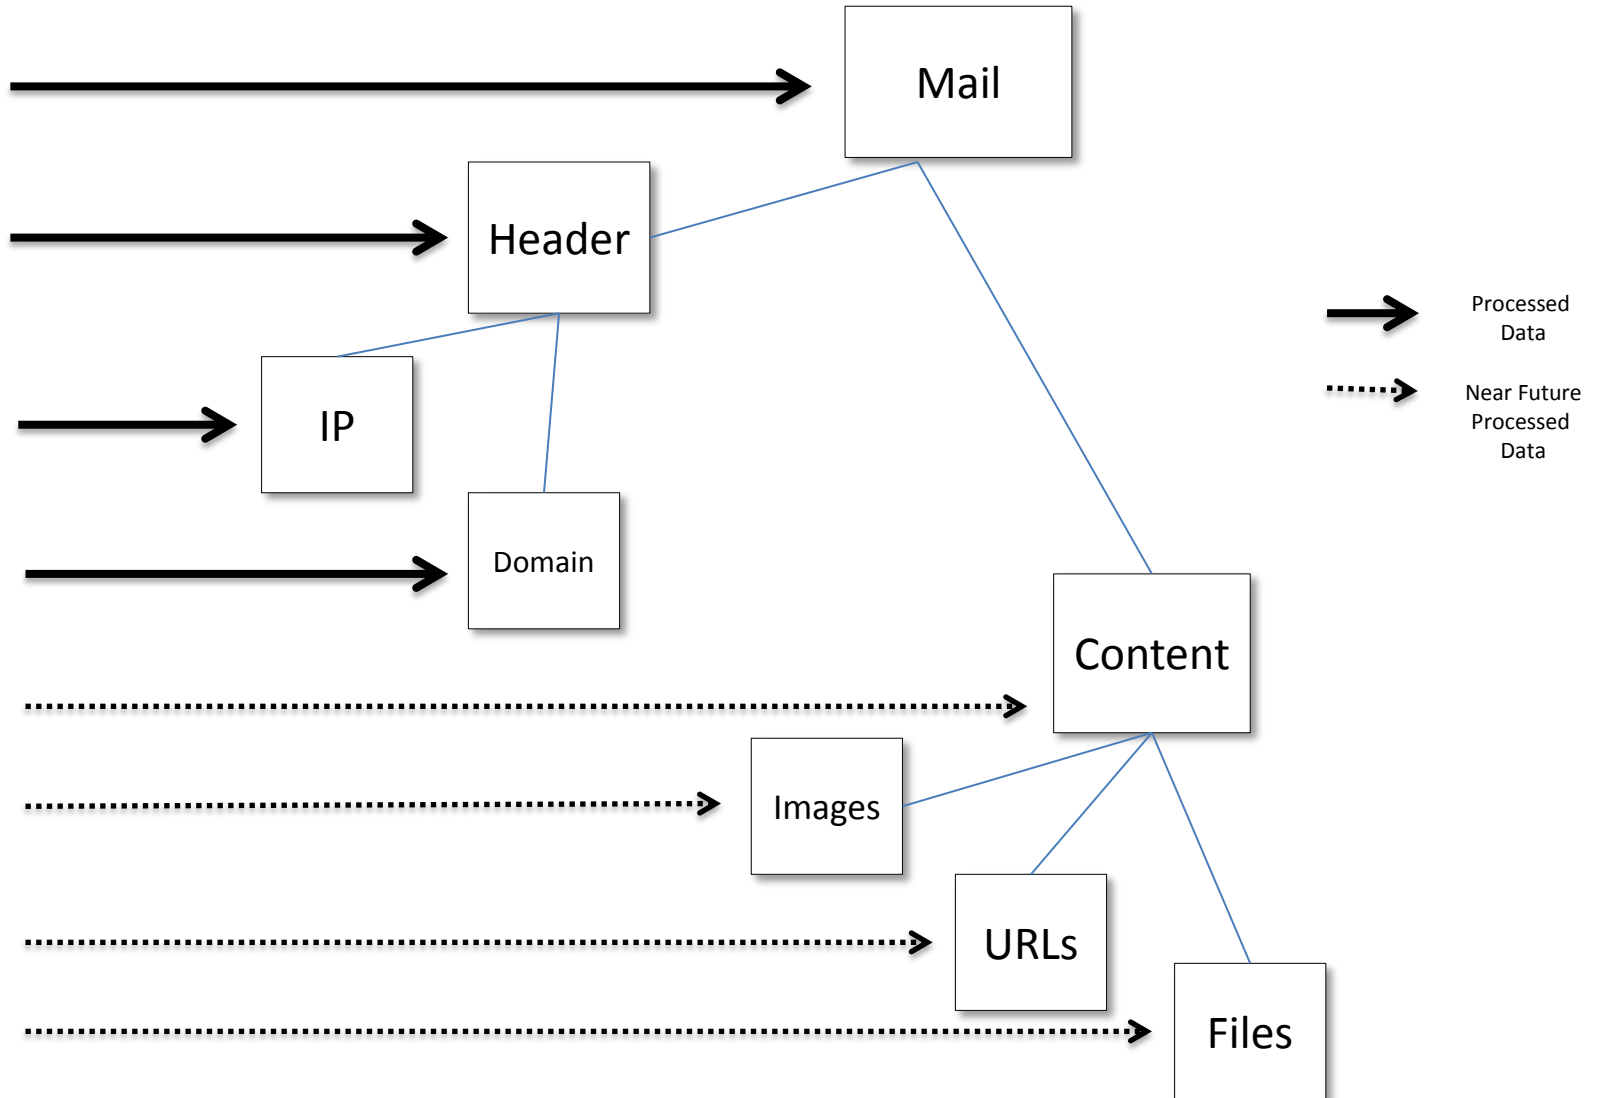 Mail
Header
Processed
Data
Near Future
Processed
Data
IP
Domain
Content
Images
URLs
Files